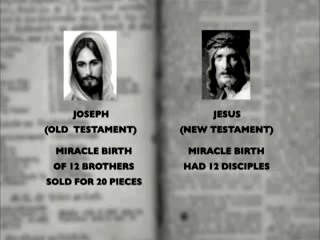 JOSEPH
(OLD TESTAMENT)
MIRACLE BIRTH
OF 12 BROTHERS
SOLD FOR 20 PIECES
JESUS
(NEW TESTAMENT)
MIRACLE BIRTH
HAD 12 DISCIPLES